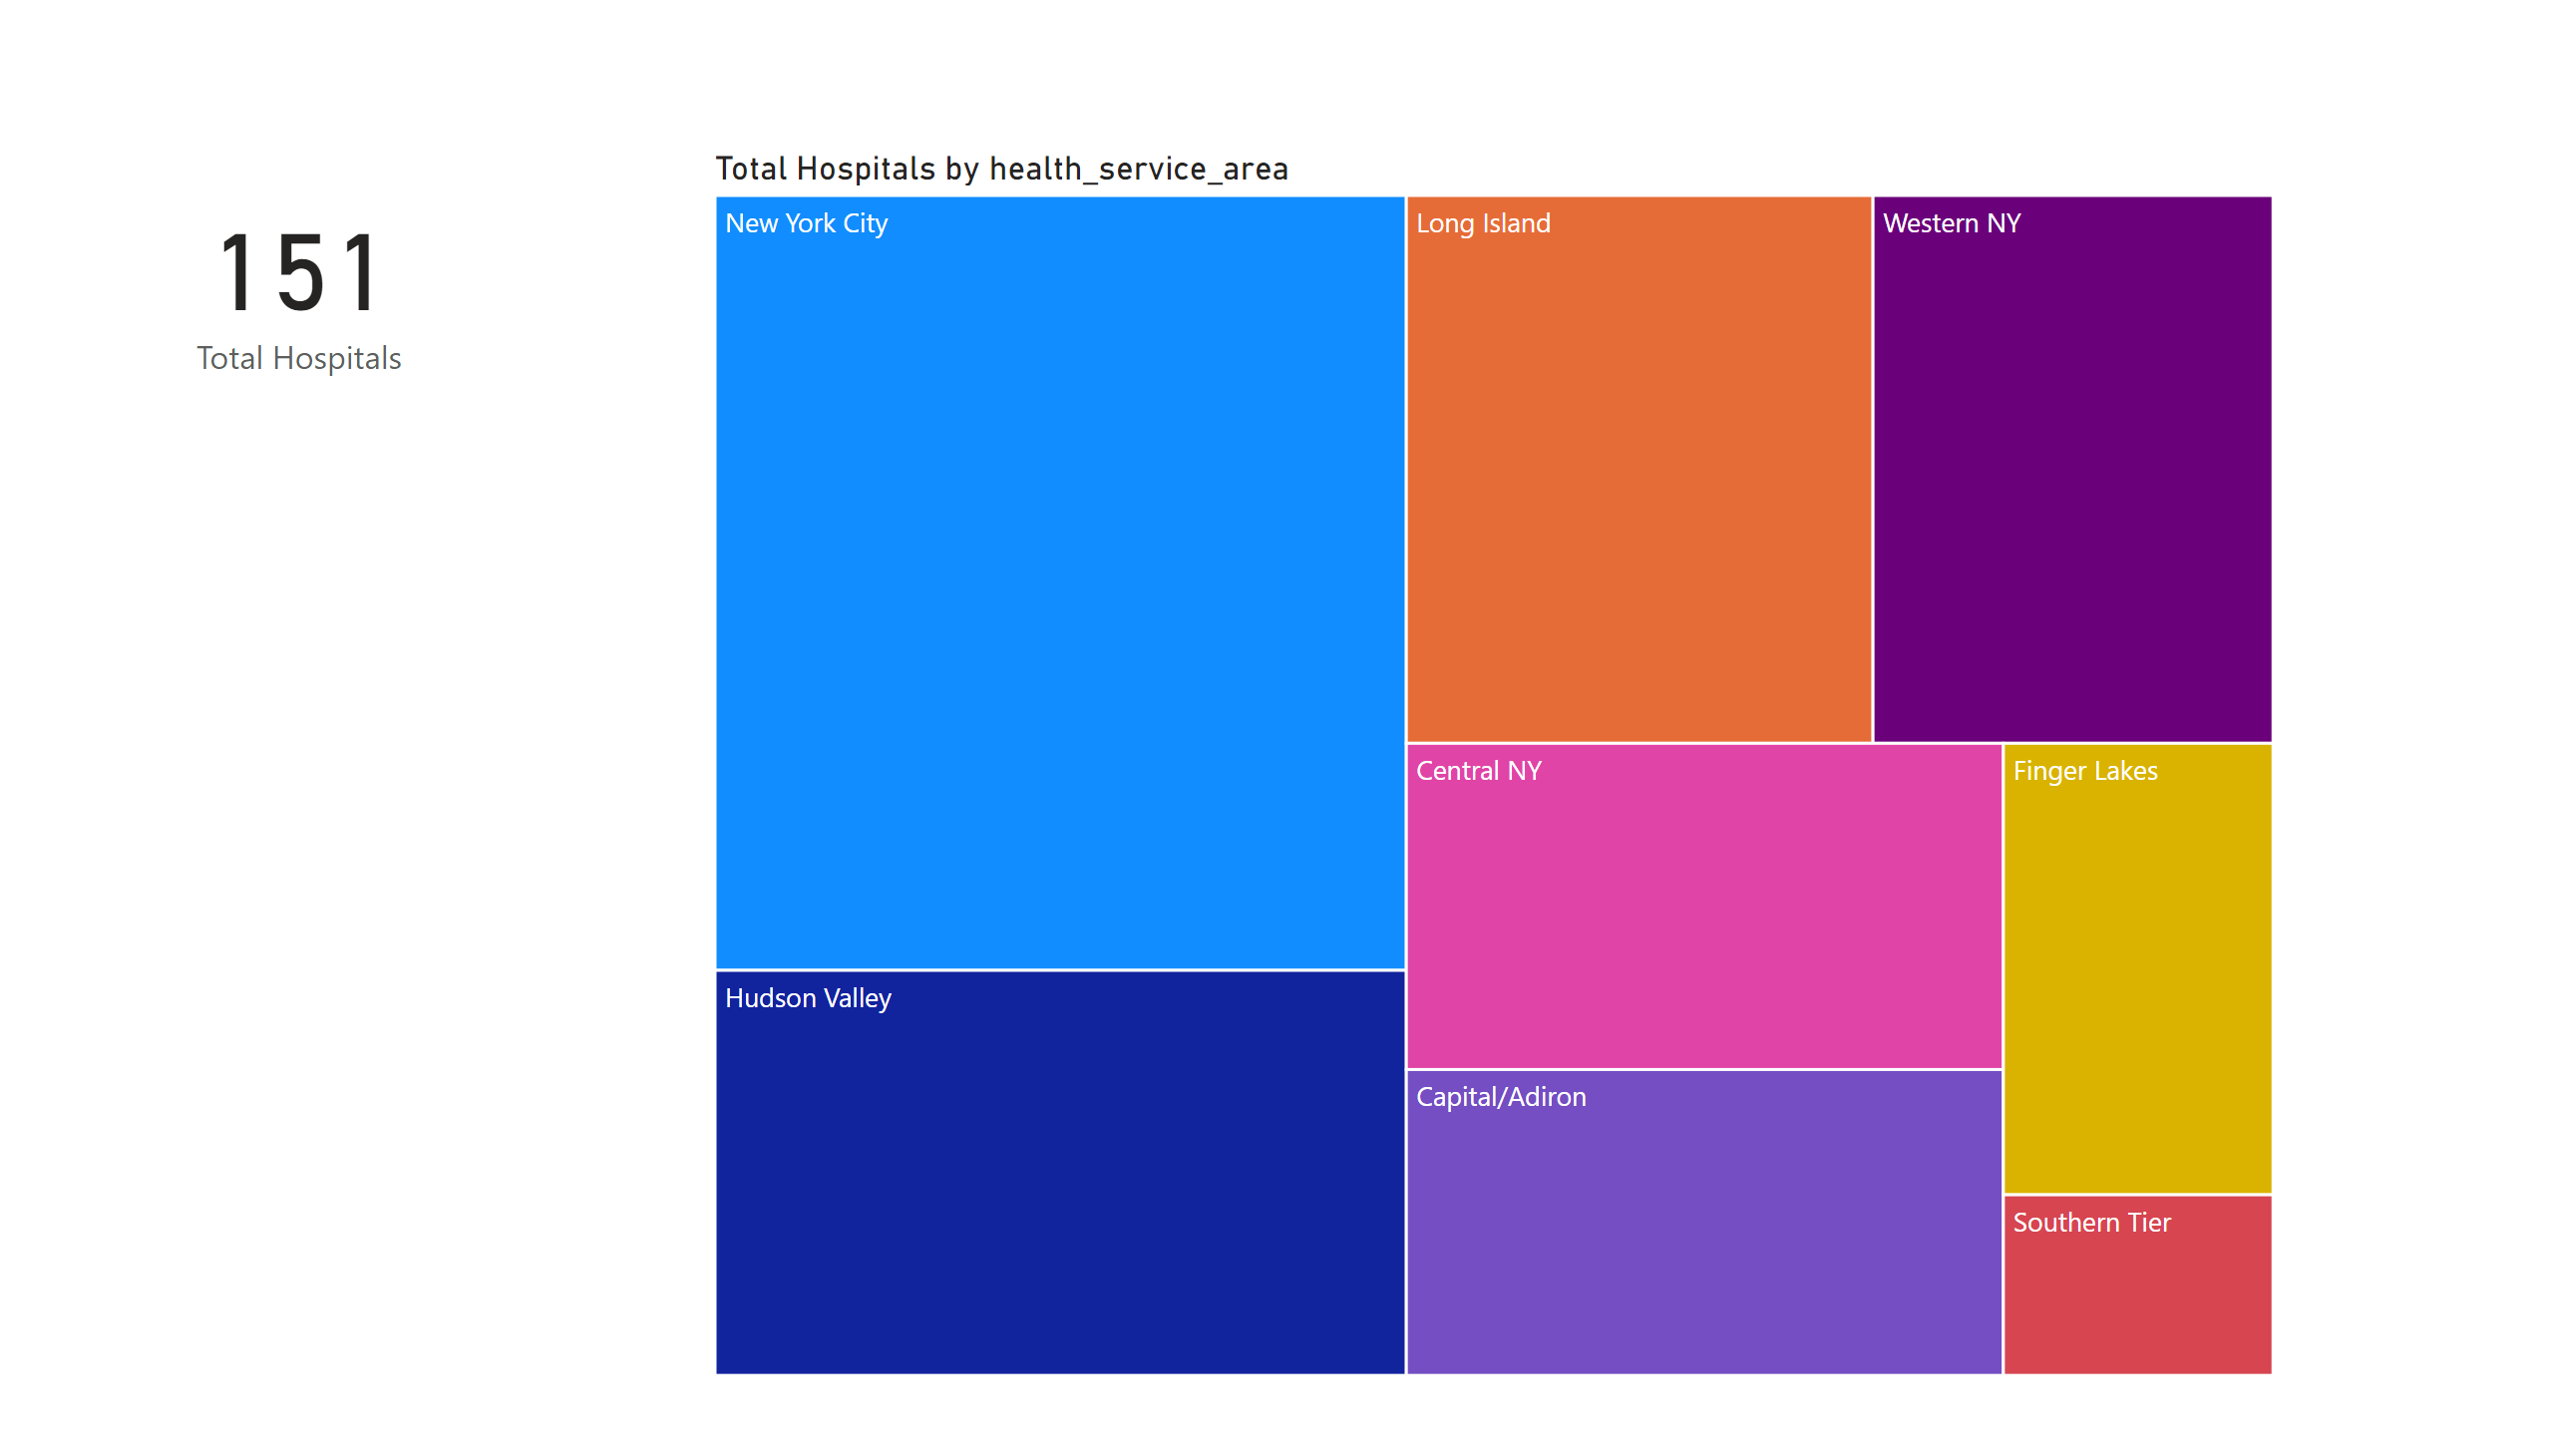 151
Total Hospitals
Total Hospitals by health_service_area
New York City
Long Island
Western NY
Central NY
Finger Lakes
Hudson Valley
Capital/Adiron
Southern Tier